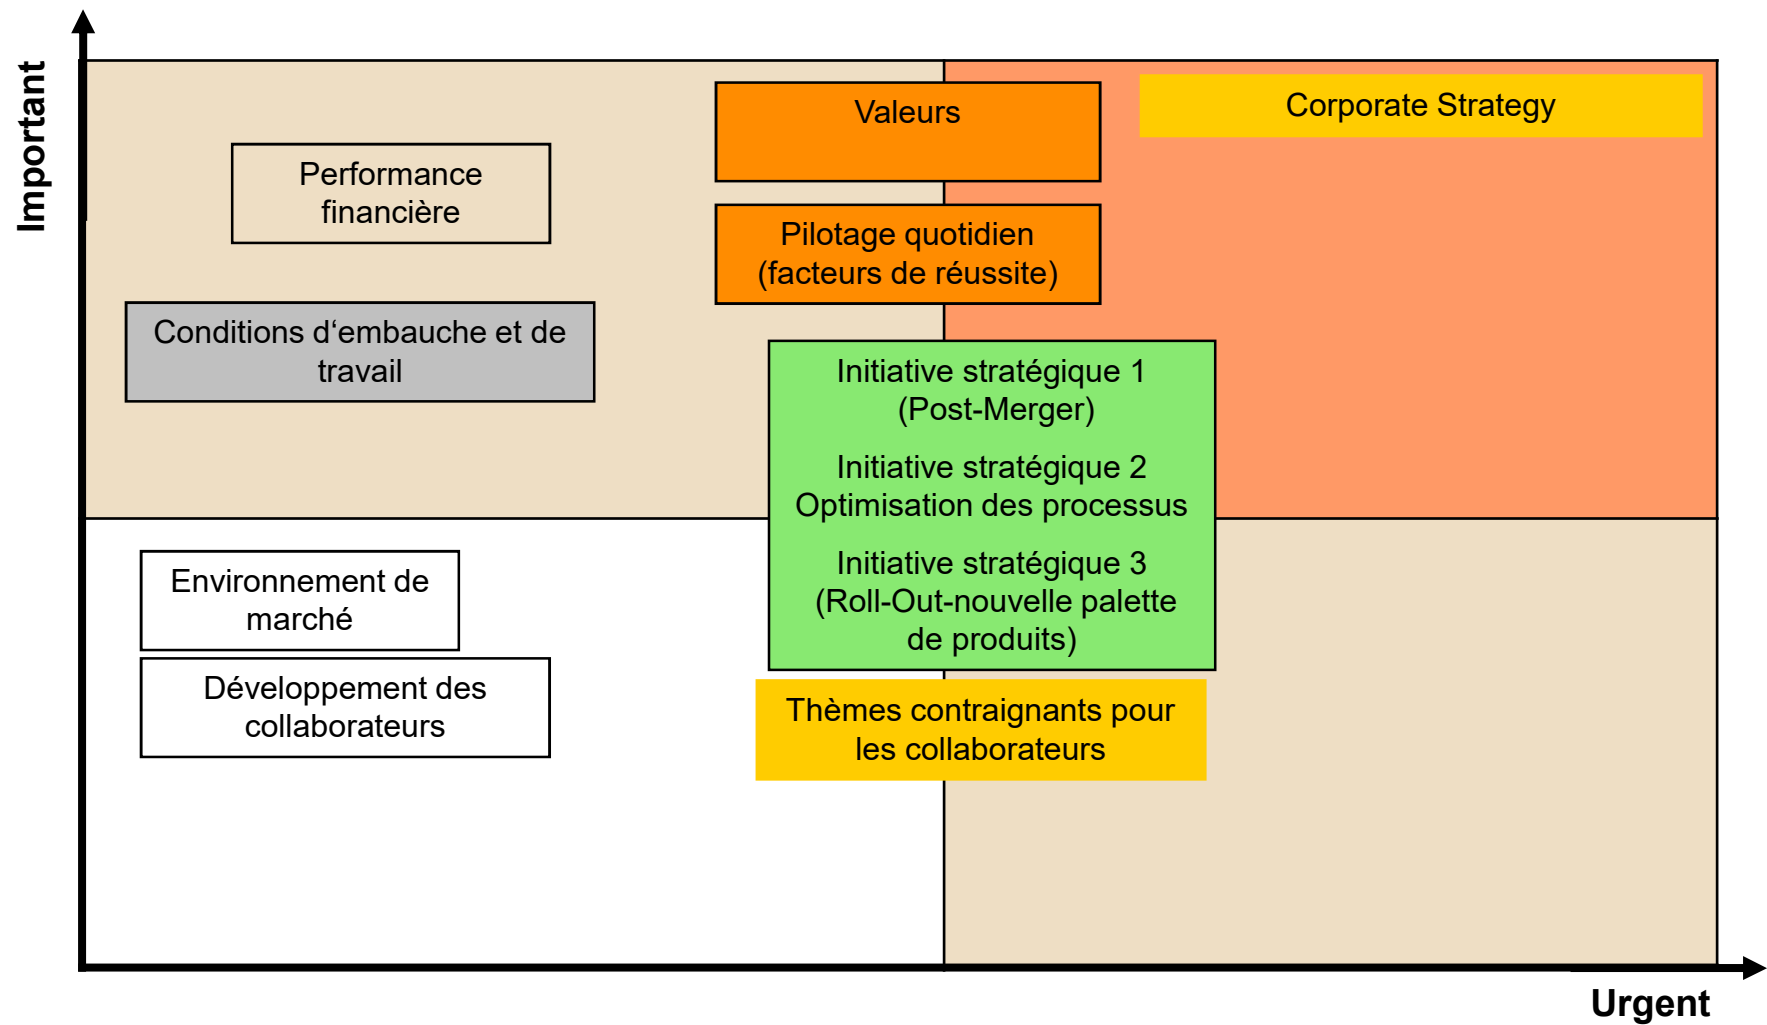 Important
Valeurs
Corporate Strategy
Performance
financière
Pilotage quotidien
(facteurs de réussite)
Conditions d‘embauche et de
travail
Initiative stratégique 1
(Post-Merger)
Initiative stratégique 2
Optimisation des processus
Initiative stratégique 3
(Roll-Out-nouvelle palette
de produits)
Environnement de
marché
Développement des
collaborateurs
Thèmes contraignants pour
les collaborateurs
Urgent